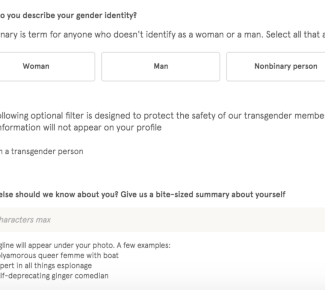 o you describe your gender identity?
nary is term for anyone who doesn't identify as a woman or a man. Select all that a
Woman Man Nonbinary person
llowing optional filter is designed to protect the safety of our transgender membe
nformation will not appear on your profile
a transgender person
else should we know about you? Give us a bite-sized summary about yourself
haracters max
gline will appear under your photo. A few examples:
lyamorous queer femme with boat
pert in all things espionage
lf-deprecating ginger comedian